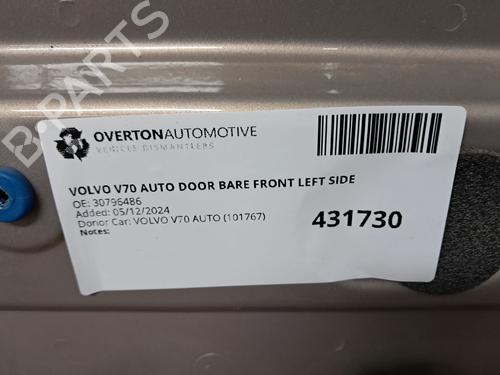 B-PARTS
OVERTONAUTOMOTIVE
VEHICLE DISMANTLERS
VOLVO V70 AUTO DOOR BARE FRONT LEFT SIDE
OE: 30796486
Added: 05/12/2024
Donor Car: VOLVO V70 AUTO (101767)
Notes:
431730